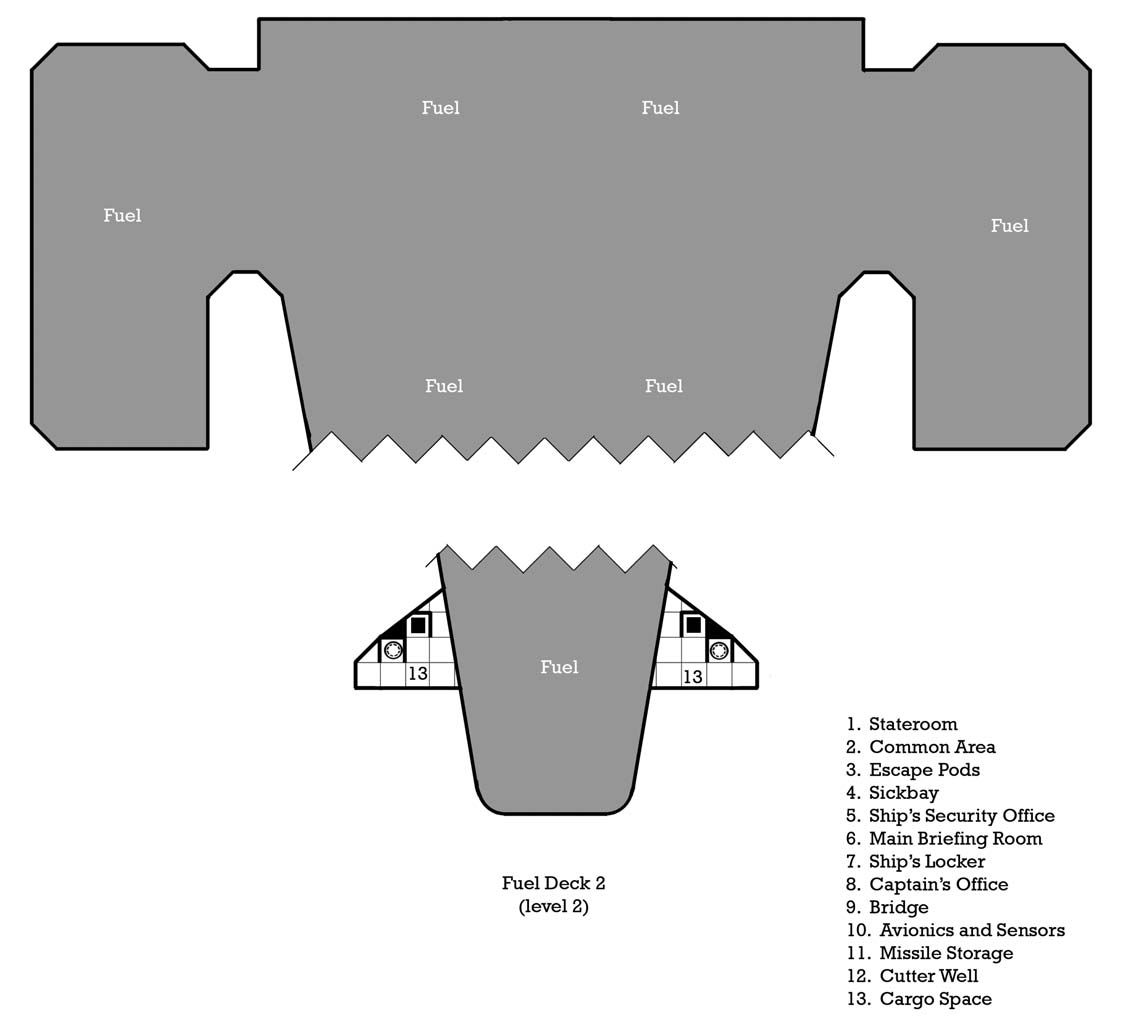 Fuel
Fuel
Fuel
Fuel
Fuel
Fuel
Fuel
13
13
Fuel Deck 2
(level 2)
1. Stateroom
2. Common Area
3. Escape Pods
4. Sickbay
5. Ship's Security Office
6. Main Briefing Room
7. Ship's Locker
8. Captain's Office
9. Bridge
10. Avionics and Sensors
11. Missile Storage
12. Cutter Well
13. Cargo Space